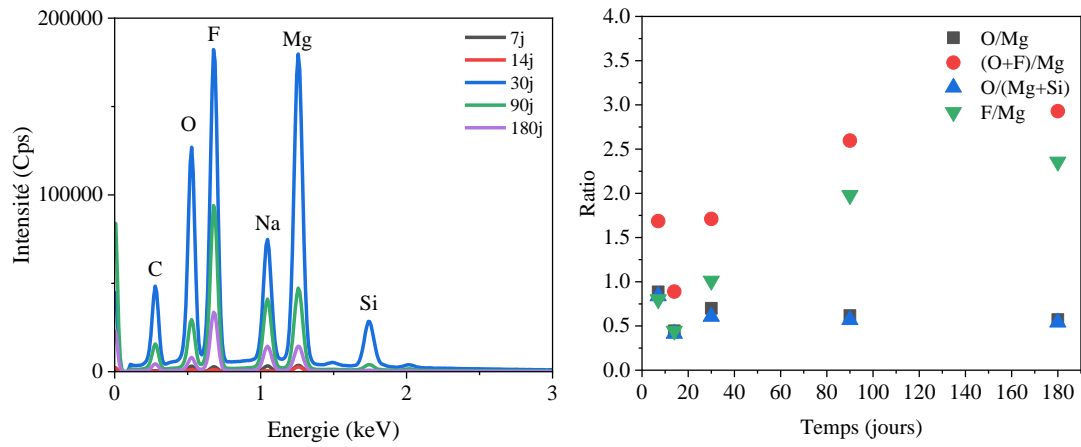 200000
100000
0
Intensité (Cps)
0
1
2
3
Energie (keV)
C
O
F
Na
Mg
Si
7j
14j
30j
90j
180j
4.0
3.5
3.0
2.5
2.0
1.5
1.0
0.5
0.0
Ratio
0 20 40 60 80 100 120 140 160 180
Temps (jours)
O/Mg
(O+F)/Mg
O/(Mg+Si)
F/Mg